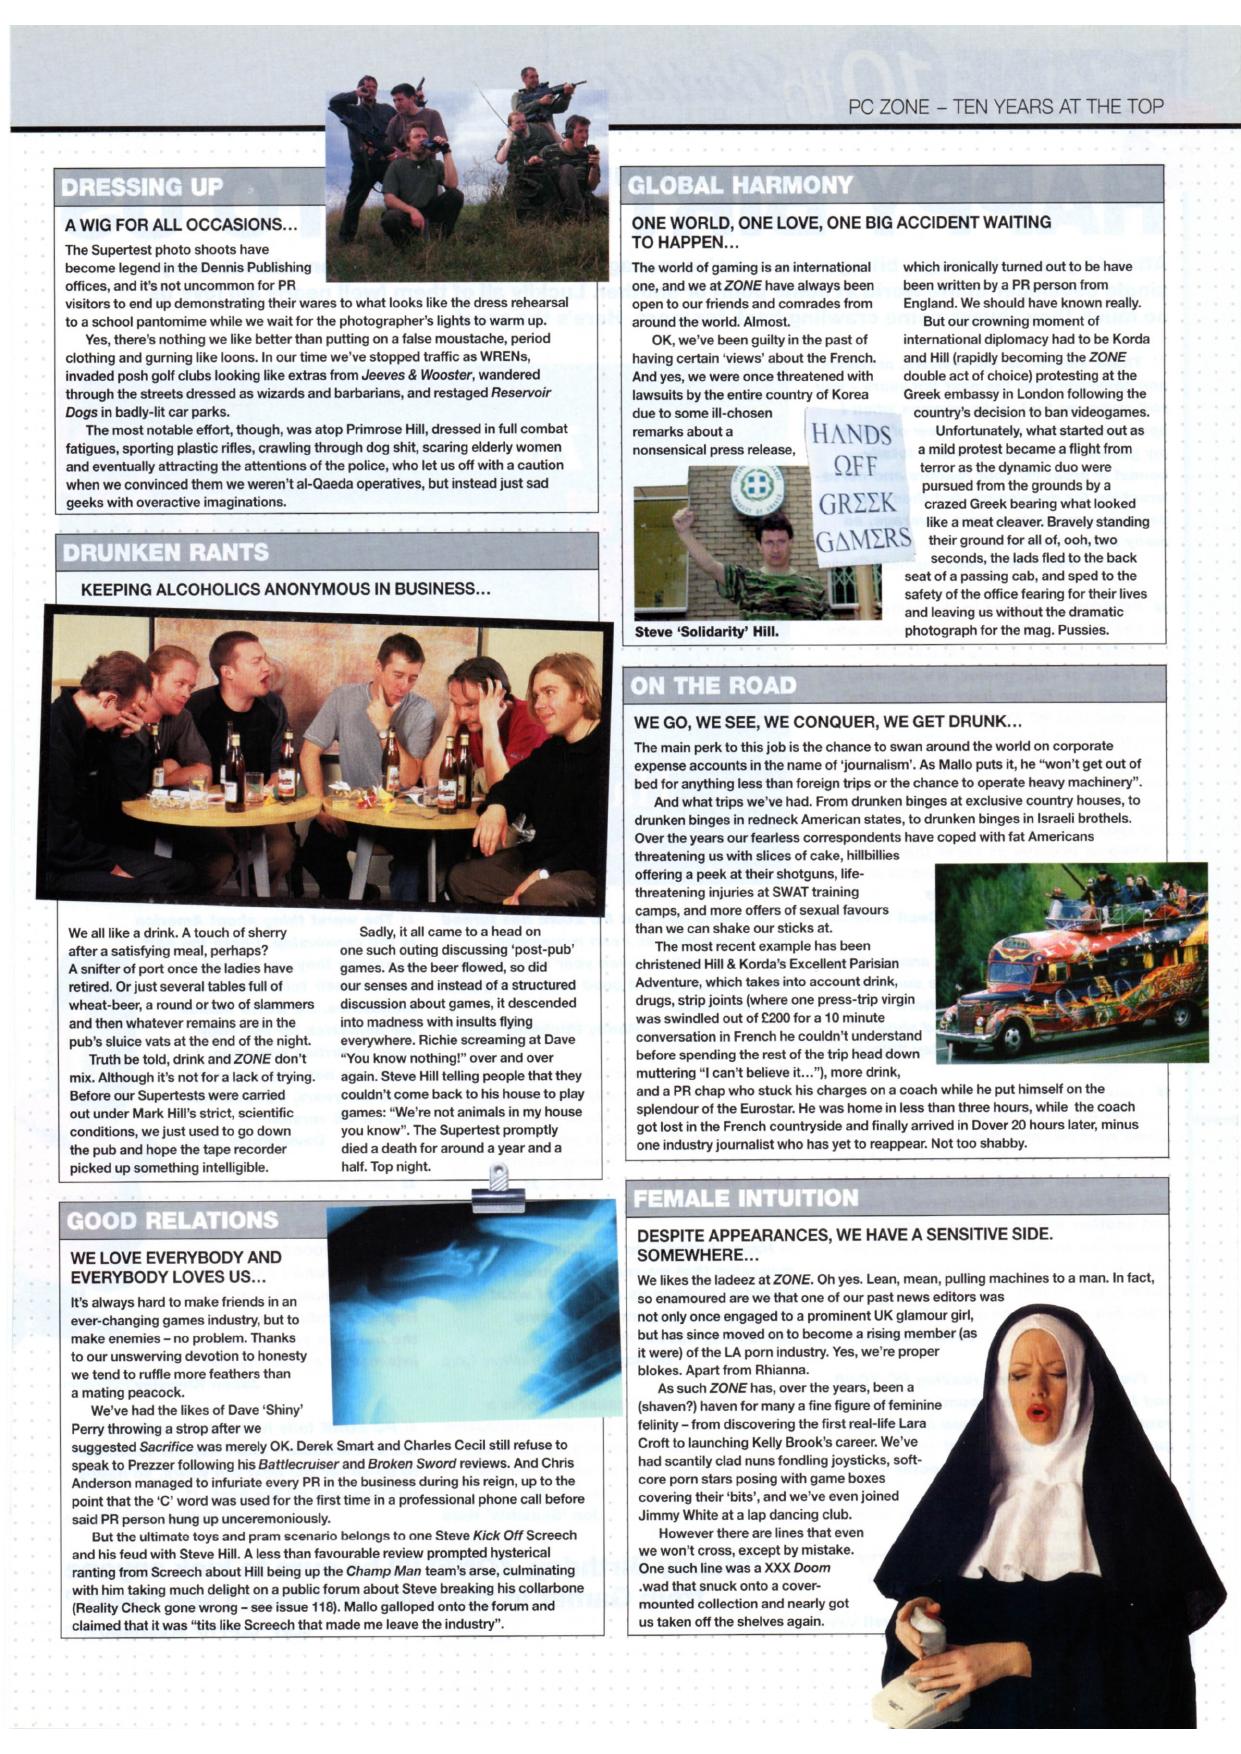 PC ZONE – TEN YEARS AT THE TOP
DRESSING UP
A WIG FOR ALL OCCASIONS...
The Supertest photo shoots have
become legend in the Dennis Publishing
offices, and it's not uncommon for PR
visitors to end up demonstrating their wares to what looks like the dress rehearsal
to a school pantomime while we wait for the photographer's lights to warm up.
Yes, there's nothing we like better than putting on a false moustache, period
clothing and gurning like loons. In our time we've stopped traffic as WRENs,
invaded posh golf clubs looking like extras from Jeeves & Wooster, wandered
through the streets dressed as wizards and barbarians, and restaged Reservoir
Dogs in badly-lit car parks.
The most notable effort, though, was atop Primrose Hill, dressed in full combat
fatigues, sporting plastic rifles, crawling through dog shit, scaring elderly women
and eventually attracting the attentions of the police, who let us off with a caution
when we convinced them we weren't al-Qaeda operatives, but instead just sad
geeks with overactive imaginations.
DRUNKEN RANTS
KEEPING ALCOHOLICS ANONYMOUS IN BUSINESS...
We all like a drink. A touch of sherry
after a satisfying meal, perhaps?
A snifter of port once the ladies have
retired. Or just several tables full of
wheat-beer, a round or two of slammers
and then whatever remains are in the
pub's sluice vats at the end of the night.
Truth be told, drink and ZONE don't
mix. Although it's not for a lack of trying.
Before our Supertests were carried
out under Mark Hill's strict, scientific
conditions, we just used to go down
the pub and hope the tape recorder
picked up something intelligible.
Sadly, it all came to a head on
one such outing discussing 'post-pub'
games. As the beer flowed, so did
our senses and instead of a structured
discussion about games, it descended
into madness with insults flying
everywhere. Richie screaming at Dave
"You know nothing!" over and over
again. Steve Hill telling people that they
couldn't come back to his house to play
games: "We're not animals in my house
you know". The Supertest promptly
died a death for around a year and a
half. Top night.
GOOD RELATIONS
WE LOVE EVERYBODY AND
EVERYBODY LOVES US...
It's always hard to make friends in an
ever-changing games industry, but to
make enemies – no problem. Thanks
to our unswerving devotion to honesty
we tend to ruffle more feathers than
a mating peacock.
We've had the likes of Dave 'Shiny'
Perry throwing a strop after we
suggested Sacrifice was merely OK. Derek Smart and Charles Cecil still refuse to
speak to Prezzer following his Battlecruiser and Broken Sword reviews. And Chris
Anderson managed to infuriate every PR in the business during his reign, up to the
point that the 'C' word was used for the first time in a professional phone call before
said PR person hung up unceremoniously.
But the ultimate toys and pram scenario belongs to one Steve Kick Off Screech
and his feud with Steve Hill. A less than favourable review prompted hysterical
ranting from Screech about Hill being up the Champ Man team's arse, culminating
with him taking much delight on a public forum about Steve breaking his collarbone
(Reality Check gone wrong – see issue 118). Mallo galloped onto the forum and
claimed that it was "tits like Screech that made me leave the industry".
GLOBAL HARMONY
ONE WORLD, ONE LOVE, ONE BIG ACCIDENT WAITING
TO HAPPEN...
The world of gaming is an international
one, and we at ZONE have always been
open to our friends and comrades from
around the world. Almost.
OK, we've been guilty in the past of
having certain 'views' about the French.
And yes, we were once threatened with
lawsuits by the entire country of Korea
due to some ill-chosen
remarks about a
nonsensical press release,
HΛNDS
ΩFF
GRΣΣK
GΔMΣRS
Steve 'Solidarity' Hill.
which ironically turned out to be have
been written by a PR person from
England. We should have known really.
But our crowning moment of
international diplomacy had to be Korda
and Hill (rapidly becoming the ZONE
double act of choice) protesting at the
Greek embassy in London following the
country's decision to ban videogames.
Unfortunately, what started out as
a mild protest became a flight from
terror as the dynamic duo were
pursued from the grounds by a
crazed Greek bearing what looked
like a meat cleaver. Bravely standing
their ground for all of, ooh, two
seconds, the lads fled to the back
seat of a passing cab, and sped to the
safety of the office fearing for their lives
and leaving us without the dramatic
photograph for the mag. Pussies.
ON THE ROAD
WE GO, WE SEE, WE CONQUER, WE GET DRUNK...
The main perk to this job is the chance to swan around the world on corporate
expense accounts in the name of 'journalism'. As Mallo puts it, he "won't get out of
bed for anything less than foreign trips or the chance to operate heavy machinery".
And what trips we've had. From drunken binges at exclusive country houses, to
drunken binges in redneck American states, to drunken binges in Israeli brothels.
Over the years our fearless correspondents have coped with fat Americans
threatening us with slices of cake, hillbillies
offering a peek at their shotguns, life-
threatening injuries at SWAT training
camps, and more offers of sexual favours
than we can shake our sticks at.
The most recent example has been
christened Hill & Korda's Excellent Parisian
Adventure, which takes into account drink,
drugs, strip joints (where one press-trip virgin
was swindled out of £200 for a 10 minute
conversation in French he couldn't understand
before spending the rest of the trip head down
muttering "I can't believe it..."), more drink,
and a PR chap who stuck his charges on a coach while he put himself on the
splendour of the Eurostar. He was home in less than three hours, while the coach
got lost in the French countryside and finally arrived in Dover 20 hours later, minus
one industry journalist who has yet to reappear. Not too shabby.
FEMALE INTUITION
DESPITE APPEARANCES, WE HAVE A SENSITIVE SIDE.
SOMEWHERE...
We likes the ladeez at ZONE. Oh yes. Lean, mean, pulling machines to a man. In fact,
so enamoured are we that one of our past news editors was
not only once engaged to a prominent UK glamour girl,
but has since moved on to become a rising member (as
it were) of the LA porn industry. Yes, we're proper
blokes. Apart from Rhianna.
As such ZONE has, over the years, been a
(shaven?) haven for many a fine figure of feminine
felinity – from discovering the first real-life Lara
Croft to launching Kelly Brook's career. We've
had scantily clad nuns fondling joysticks, soft-
core porn stars posing with game boxes
covering their 'bits', and we've even joined
Jimmy White at a lap dancing club.
However there are lines that even
we won't cross, except by mistake.
One such line was a XXX Doom
.wad that snuck onto a cover-
mounted collection and nearly got
us taken off the shelves again.